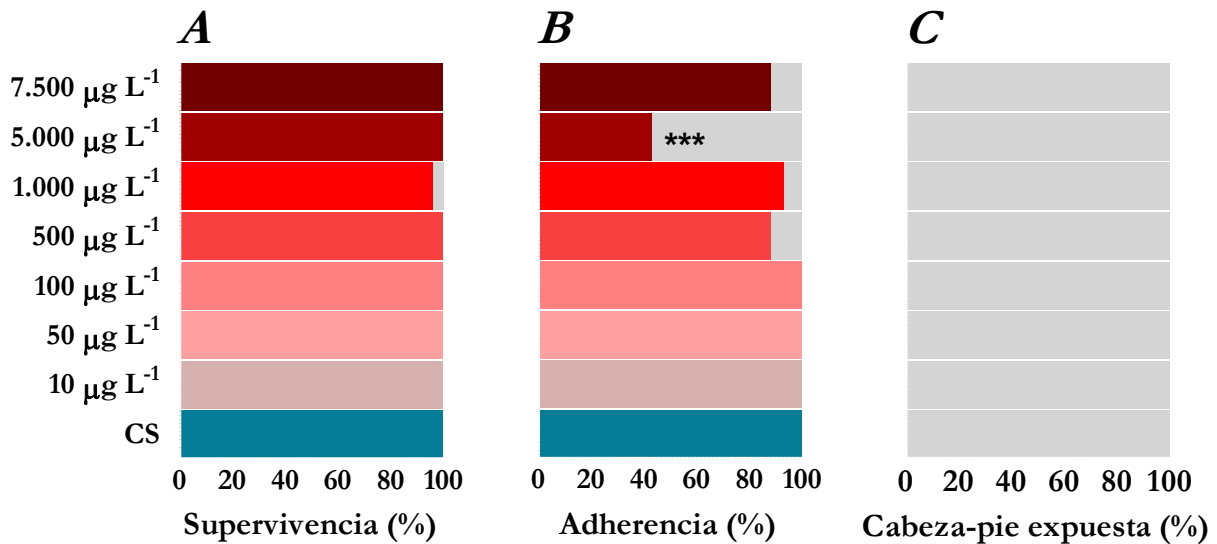 A B C
7.500 µg L-1
5.000 µg L-1
***
1.000 µg L-1
500 µg L-1
100 µg L-1
50 µg L-1
10 µg L-1
CS
0 20 40 60 80 100 0 20 40 60 80 100 0 20 40 60 80 100
Supervivencia (%) Adherencia (%) Cabeza-pie expuesta (%)